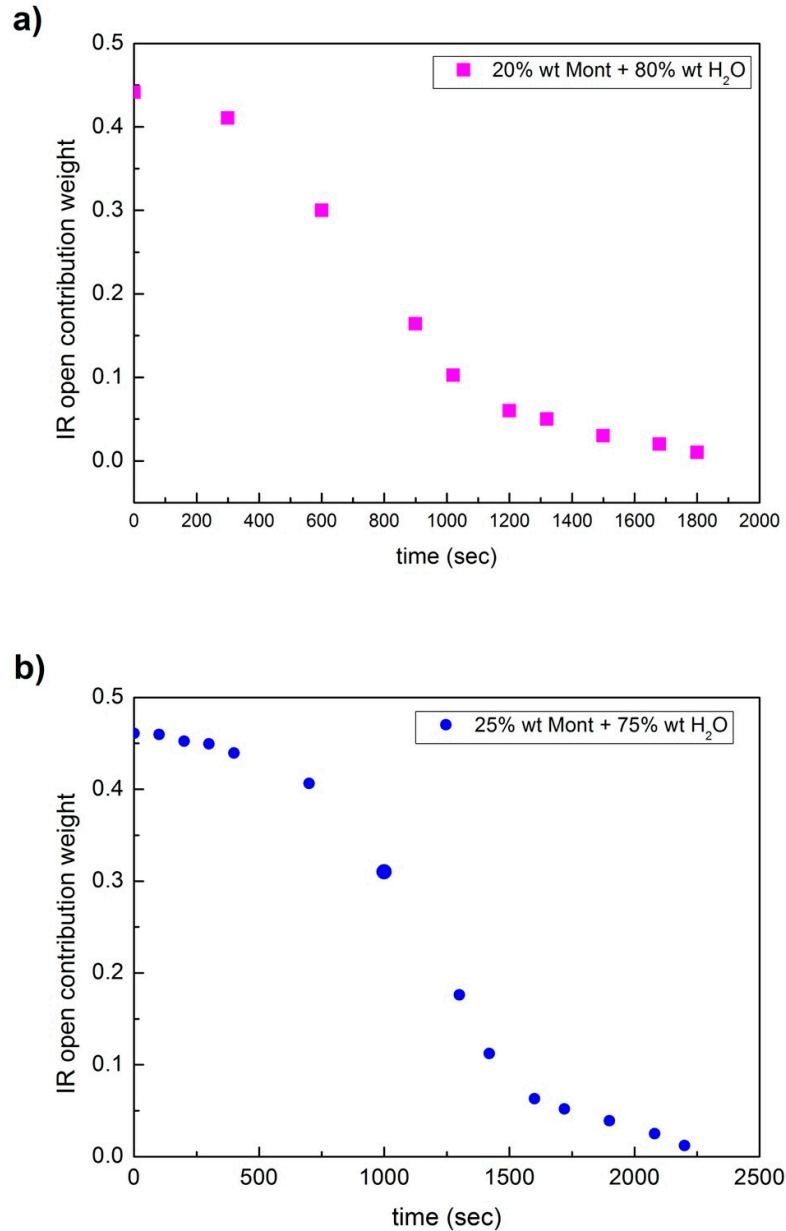 a)
0.5
20% wt Mont + 80% wt H₂O
0.4
0.3
0.2
0.1
0.0
IR open contribution weight
0 200 400 600 800 1000 1200 1400 1600 1800 2000
time (sec)
b)
0.5
25% wt Mont + 75% wt H₂O
0.4
0.3
0.2
0.1
0.0
IR open contribution weight
0 500 1000 1500 2000 2500
time (sec)